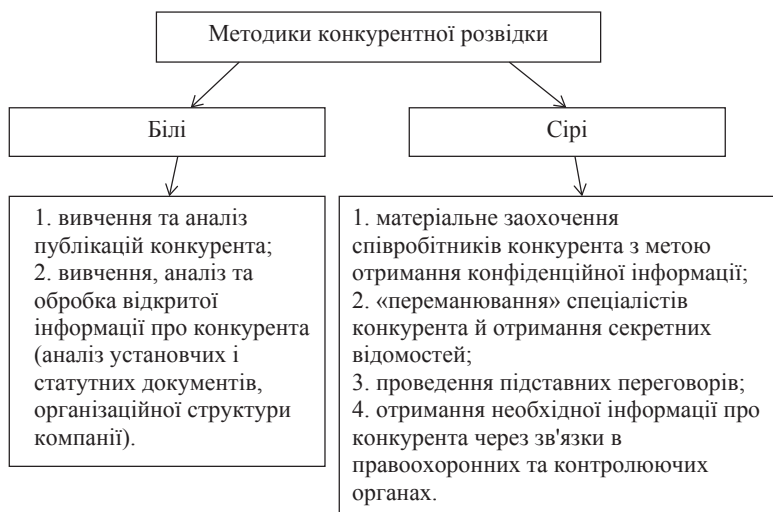 Методики конкурентної розвідки
Білі
Сірі
1. вивчення та аналіз
публікацій конкурента;
2. вивчення, аналіз та
обробка відкритої
інформації про конкурента
(аналіз установчих і
статутних документів,
організаційної структури
компанії).
1. матеріальне заохочення
співробітників конкурента з метою
отримання конфіденційної інформації;
2. «переманювання» спеціалістів
конкурента й отримання секретних
відомостей;
3. проведення підставних переговорів;
4. отримання необхідної інформації про
конкурента через зв'язки в
правоохоронних та контролюючих
органах.